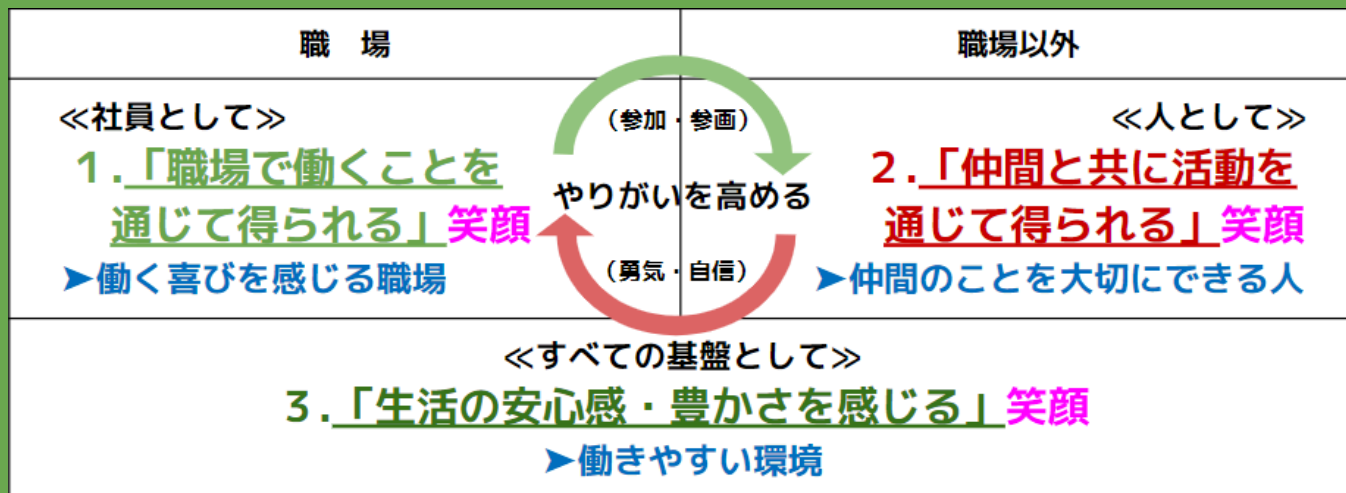 職　場
職場以外
≪社員として≫
１.「職場で働くことを
通じて得られる」笑顔
➤働く喜びを感じる職場
（参加・参画）
やりがいを高める
（勇気・自信）
≪人として≫
２.「仲間と共に活動を
通じて得られる」笑顔
➤仲間のことを大切にできる人
≪すべての基盤として≫
３.「生活の安心感・豊かさを感じる」笑顔
➤働きやすい環境